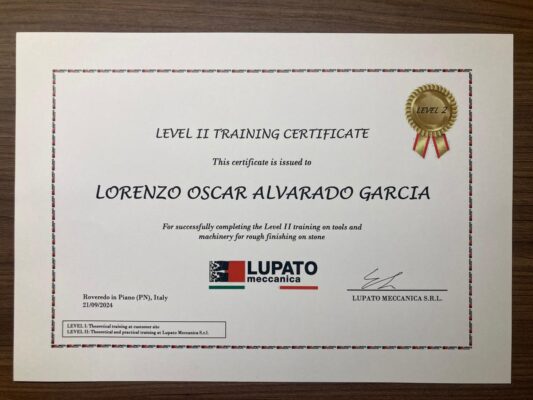 LEVEL 2
LEVEL II TRAINING CERTIFICATE
This certificate is issued to
LORENZO OSCAR ALVARADO GARCIA
For successfully completing the Level II training on tools and
machinery for rough finishing on stone
LUPATO
meccanica
Roveredo in Piano (PN), Italy
21/09/2024
LUPATO MECCANICA S.R.L.
LEVEL I: Theoretical training at customer site
LEVEL II: Theoretical and practical training at Lupato Meccanica S.r.l.